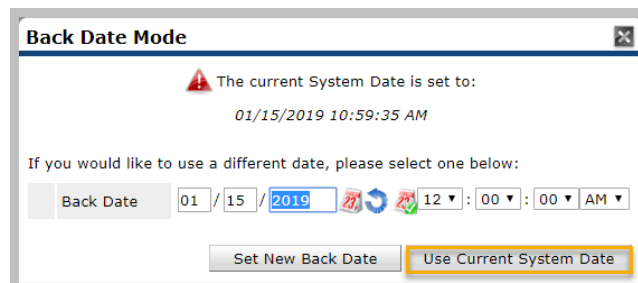 Back Date Mode
The current System Date is set to:
01/15/2019 10:59:35 AM
If you would like to use a different date, please select one below:
Back Date 01 / 15 / 2019 23 12 : 00 : 00 AM
Set New Back Date Use Current System Date